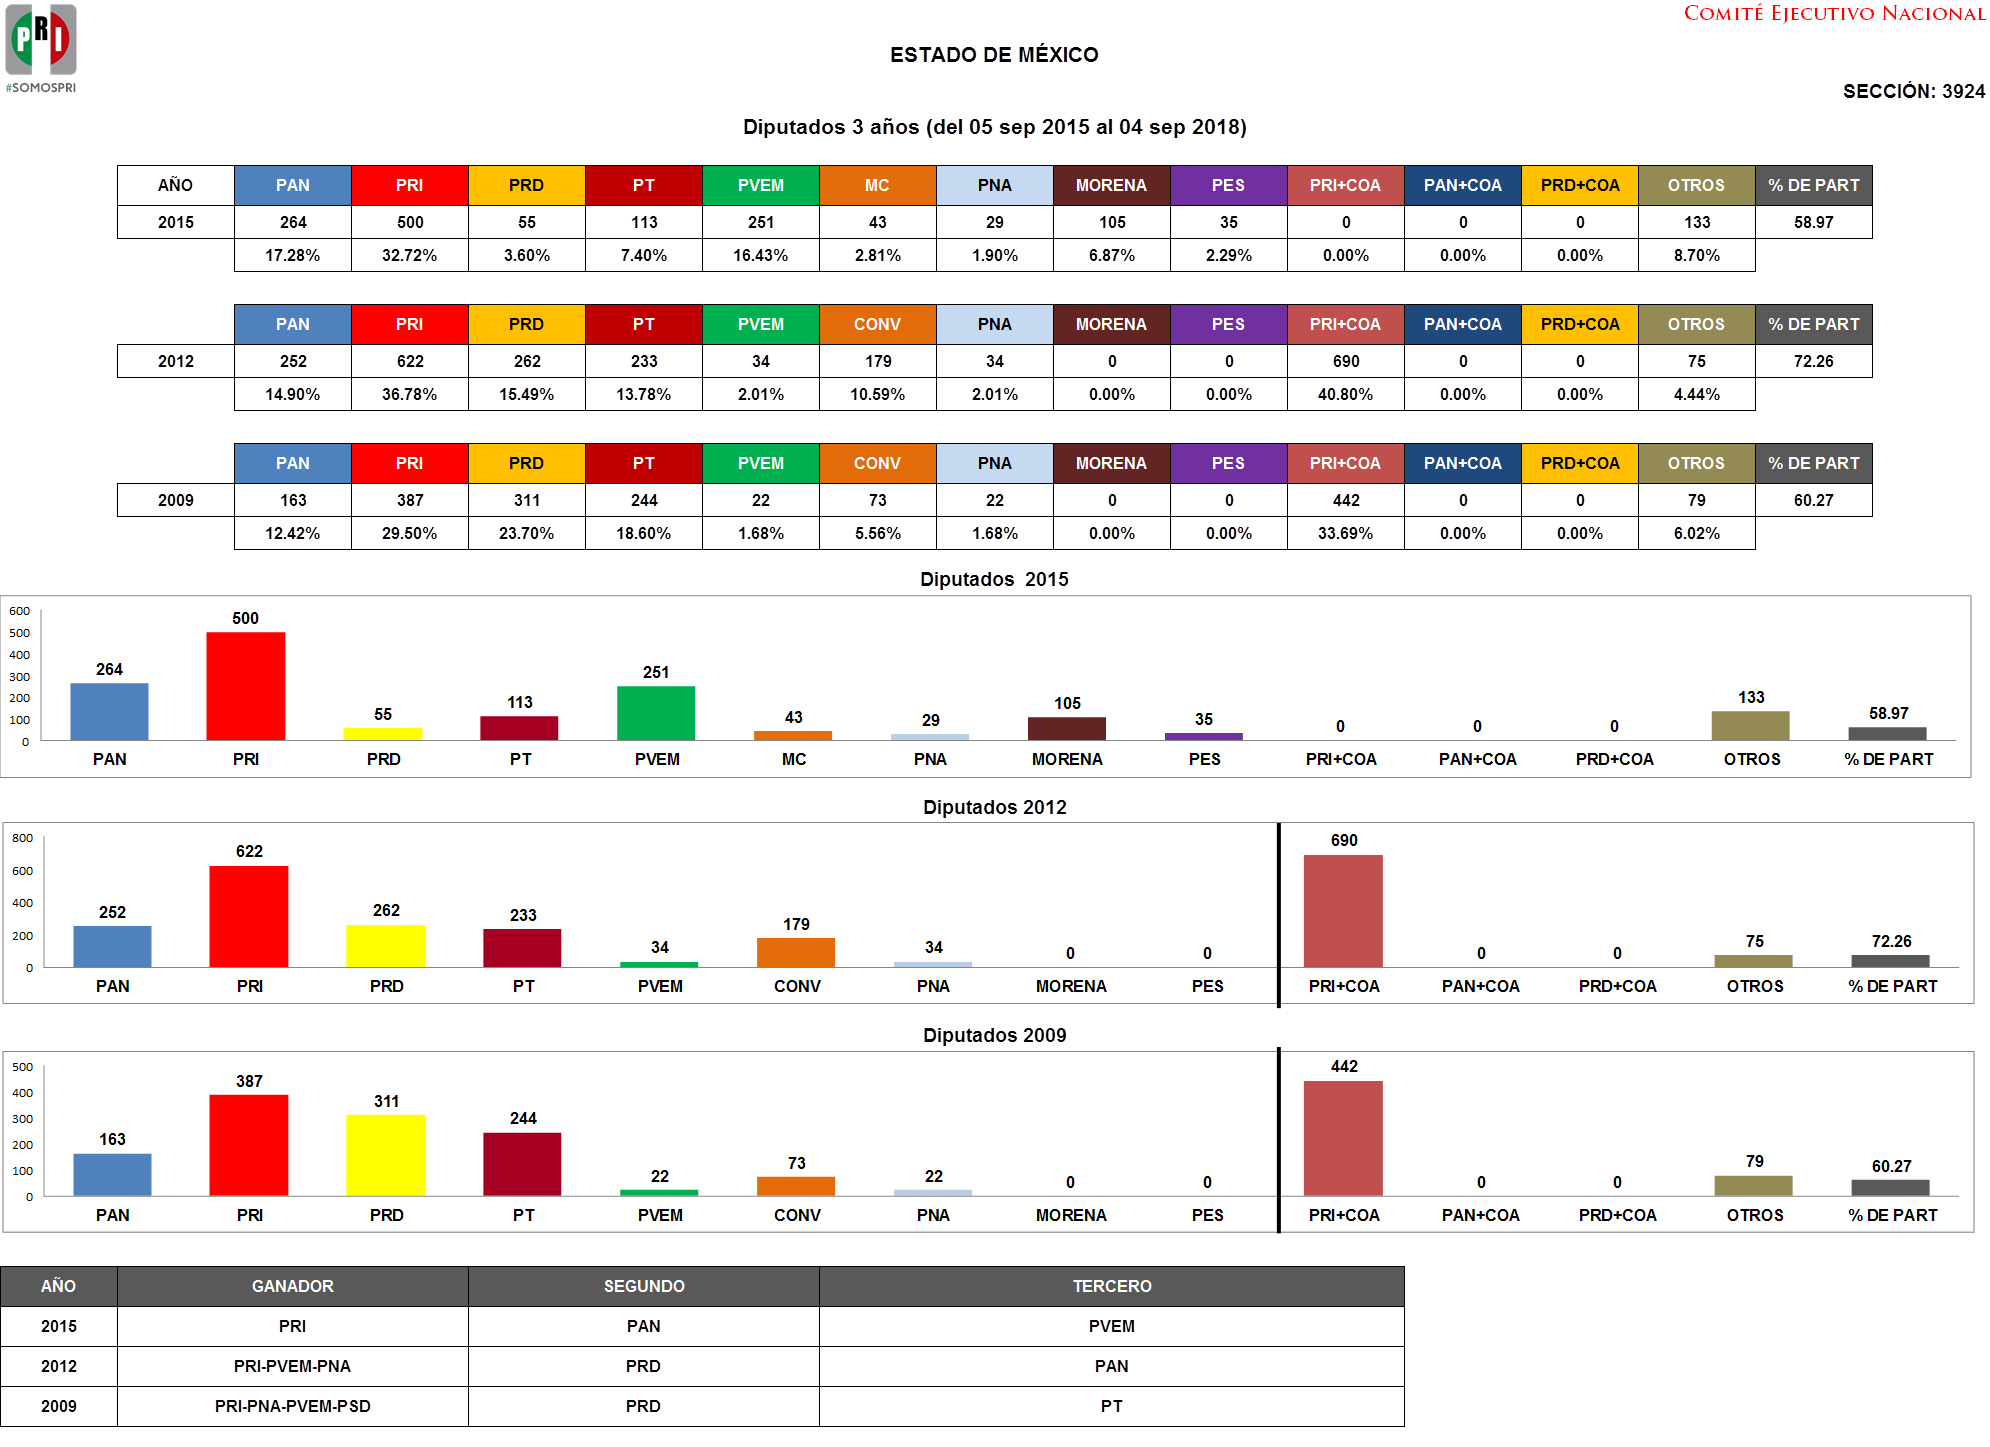 PRI
#SOMOSPRI
COMITÉ EJECUTIVO NACIONAL
ESTADO DE MÉXICO
SECCIÓN: 3924
Diputados 3 años (del 05 sep 2015 al 04 sep 2018)
AÑO PAN PRI PRD PT PVEM MC PNA MORENA PES PRI+COA PAN+COA PRD+COA OTROS % DE PART
2015 264 500 55 113 251 43 29 105 35 0 0 0 133 58.97
17.28% 32.72% 3.60% 7.40% 16.43% 2.81% 1.90% 6.87% 2.29% 0.00% 0.00% 0.00% 8.70%
PAN PRI PRD PT PVEM CONV PNA MORENA PES PRI+COA PAN+COA PRD+COA OTROS % DE PART
2012 252 622 262 233 34 179 34 0 0 690 0 0 75 72.26
14.90% 36.78% 15.49% 13.78% 2.01% 10.59% 2.01% 0.00% 0.00% 40.80% 0.00% 0.00% 4.44%
PAN PRI PRD PT PVEM CONV PNA MORENA PES PRI+COA PAN+COA PRD+COA OTROS % DE PART
2009 163 387 311 244 22 73 22 0 0 442 0 0 79 60.27
12.42% 29.50% 23.70% 18.60% 1.68% 5.56% 1.68% 0.00% 0.00% 33.69% 0.00% 0.00% 6.02%
Diputados 2015
600
500
400
300
200
100
0
264 500 55 113 251 43 29 105 35 0 0 0 133 58.97
PAN PRI PRD PT PVEM MC PNA MORENA PES PRI+COA PAN+COA PRD+COA OTROS % DE PART
Diputados 2012
800
600
400
200
0
252 622 262 233 34 179 34 0 0 690 0 0 75 72.26
PAN PRI PRD PT PVEM CONV PNA MORENA PES PRI+COA PAN+COA PRD+COA OTROS % DE PART
Diputados 2009
500
400
300
200
100
0
163 387 311 244 22 73 22 0 0 442 0 0 79 60.27
PAN PRI PRD PT PVEM CONV PNA MORENA PES PRI+COA PAN+COA PRD+COA OTROS % DE PART
AÑO GANADOR SEGUNDO TERCERO
2015 PRI PAN PVEM
2012 PRI-PVEM-PNA PRD PAN
2009 PRI-PNA-PVEM-PSD PRD PT